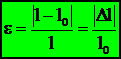 ε = |l - l₀| / l = |Δl| / l₀